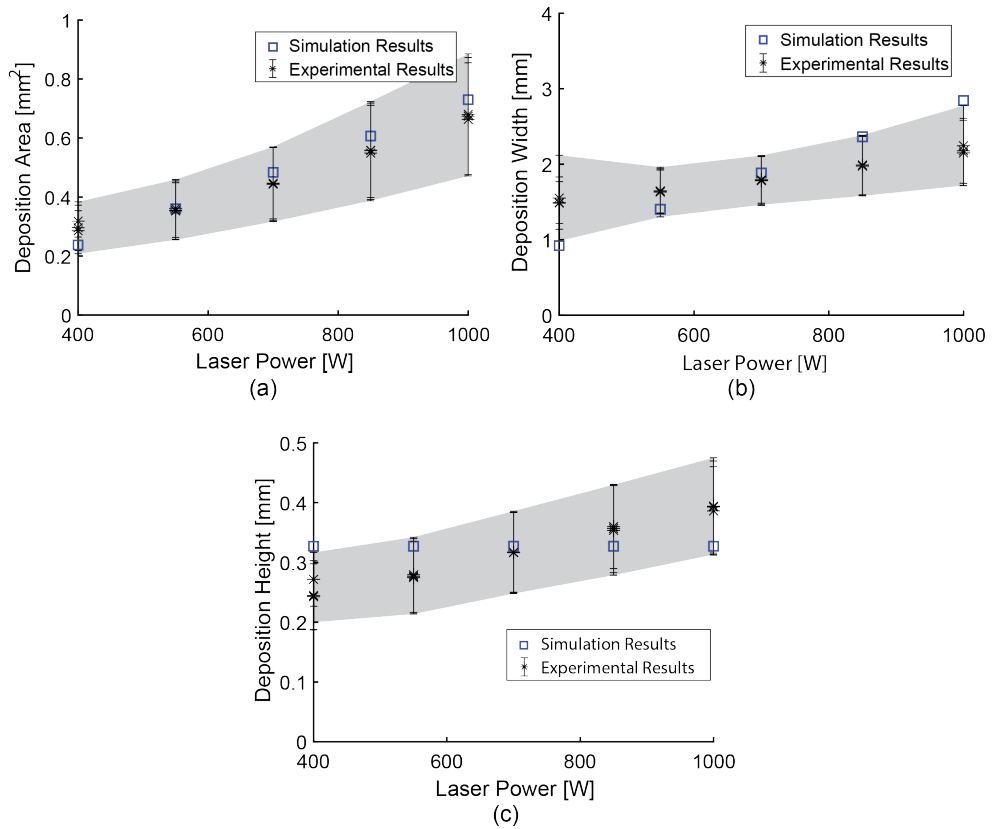 1
0.8
0.6
0.4
0.2
0
400
600
800
1000
Deposition Area [mm2]
Laser Power [W]
Simulation Results
Experimental Results
(a)
4
3
2
1
0
400
600
800
1000
Deposition Width [mm]
Laser Power [W]
Simulation Results
Experimental Results
(b)
0.5
0.4
0.3
0.2
0.1
0
400
600
800
1000
Deposition Height [mm]
Laser Power [W]
Simulation Results
Experimental Results
(c)